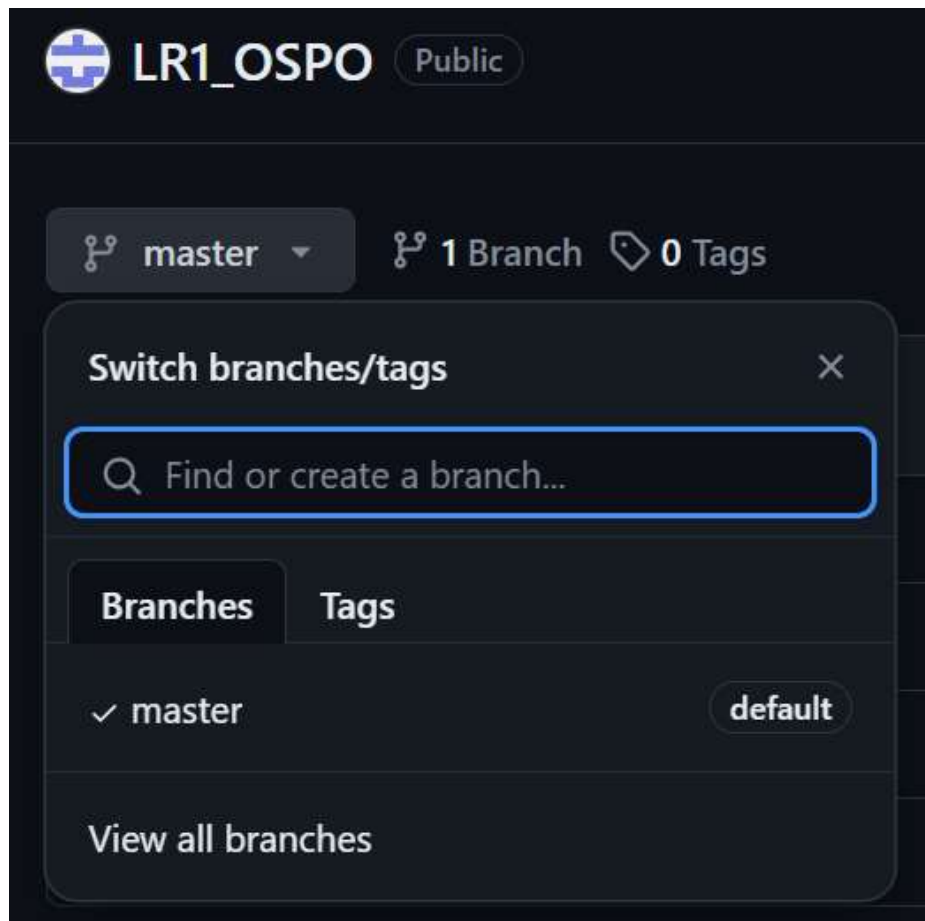 LR1_OSPO Public
master 1 Branch 0 Tags
Switch branches/tags
Find or create a branch...
Branches Tags
master default
View all branches